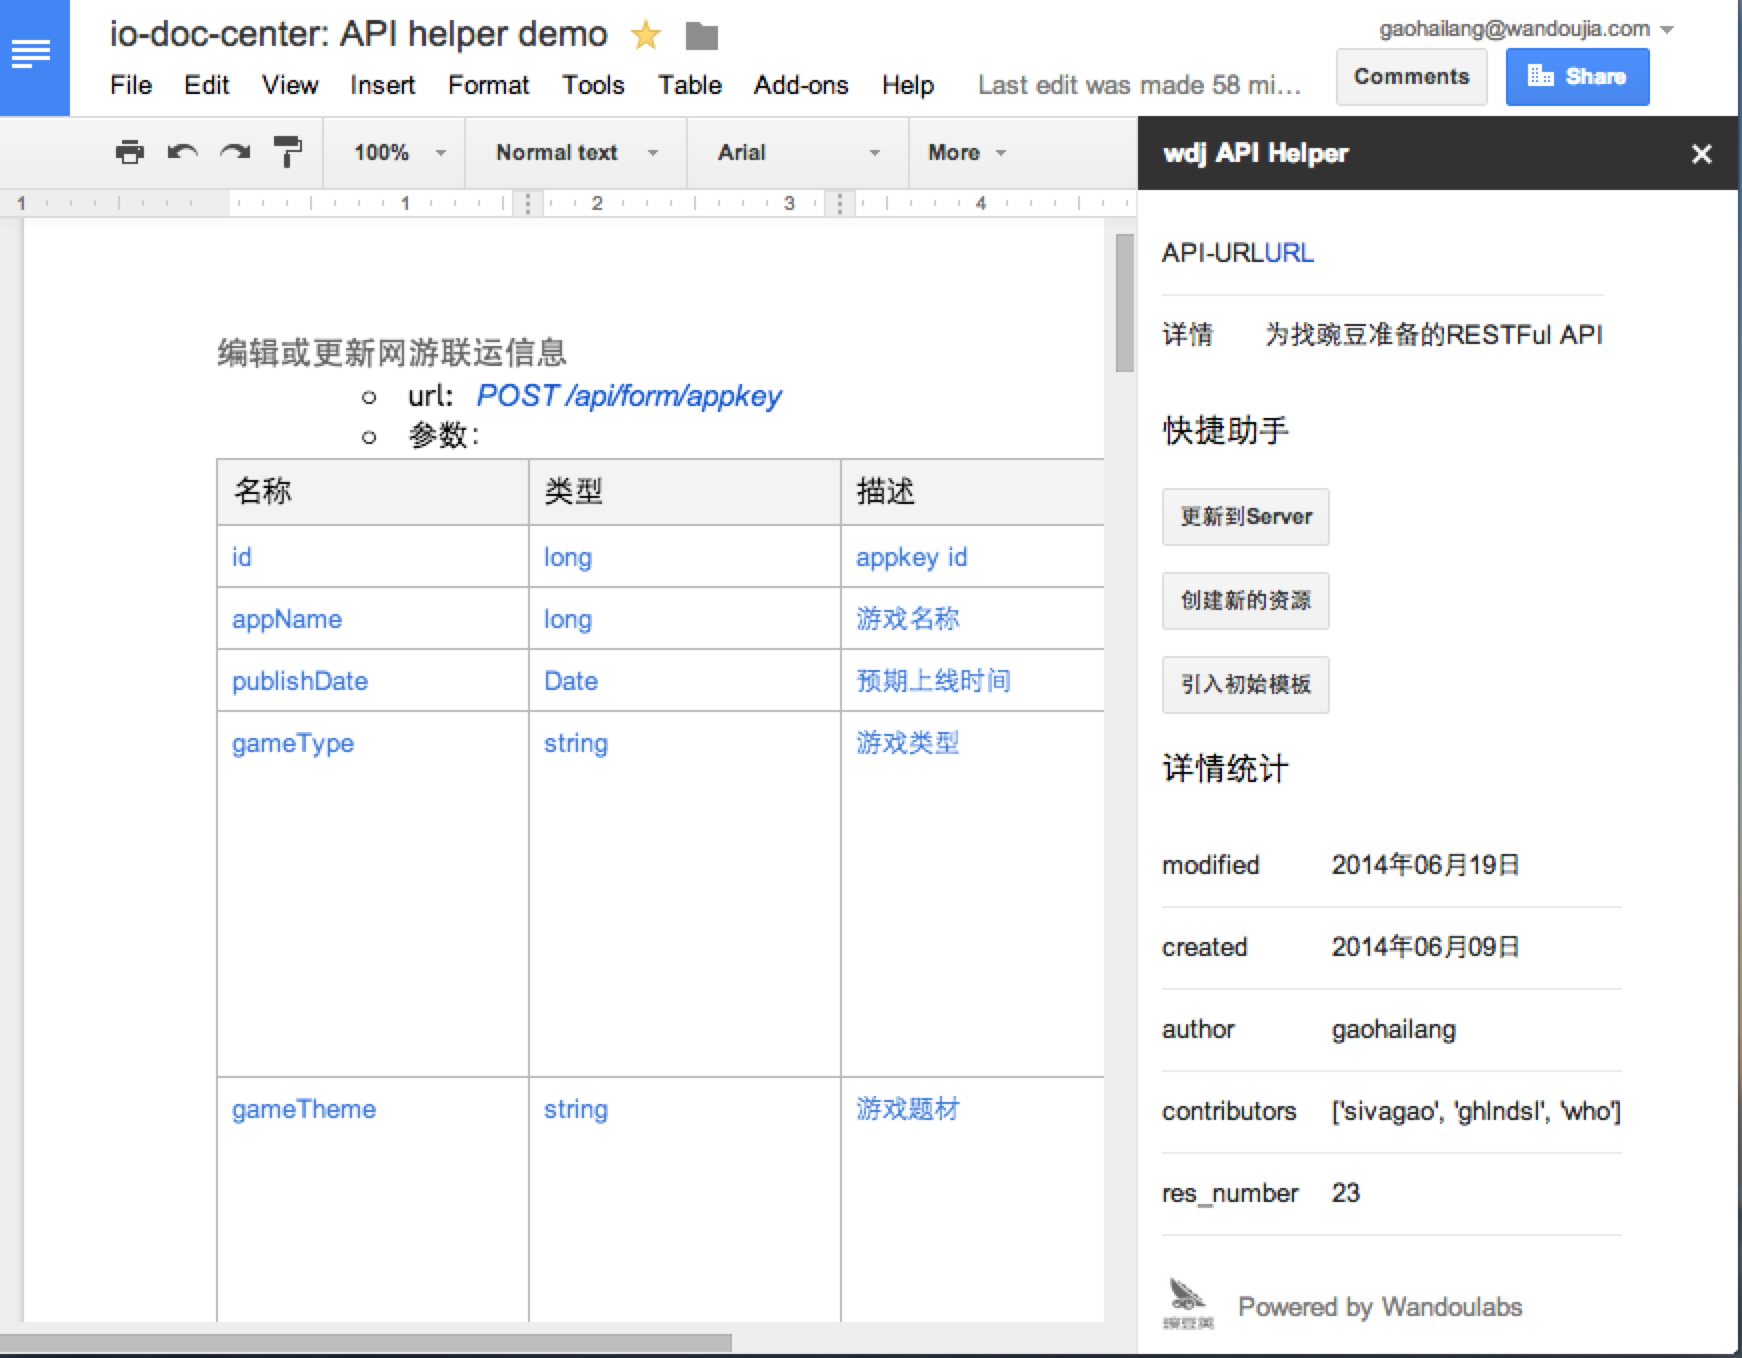 io-doc-center: API helper demo
gaohailang@wandoujia.com
File Edit View Insert Format Tools Table Add-ons Help Last edit was made 58 mi...
Comments
Share
100% Normal text Arial More
1 1 2 3 4
编辑或更新网游联运信息
url: POST /api/form/appkey
参数:
名称 类型 描述
id long appkey id
appName long 游戏名称
publishDate Date 预期上线时间
gameType string 游戏类型
gameTheme string 游戏题材
wdj API Helper
API-URLURL
详情 为找豌豆准备的RESTFul API
快捷助手
更新到Server
创建新的资源
引入初始模板
详情统计
modified 2014年06月19日
created 2014年06月09日
author gaohailang
contributors ['sivagao', 'ghlndsl', 'who']
res_number 23
豌豆荚
Powered by Wandoulabs